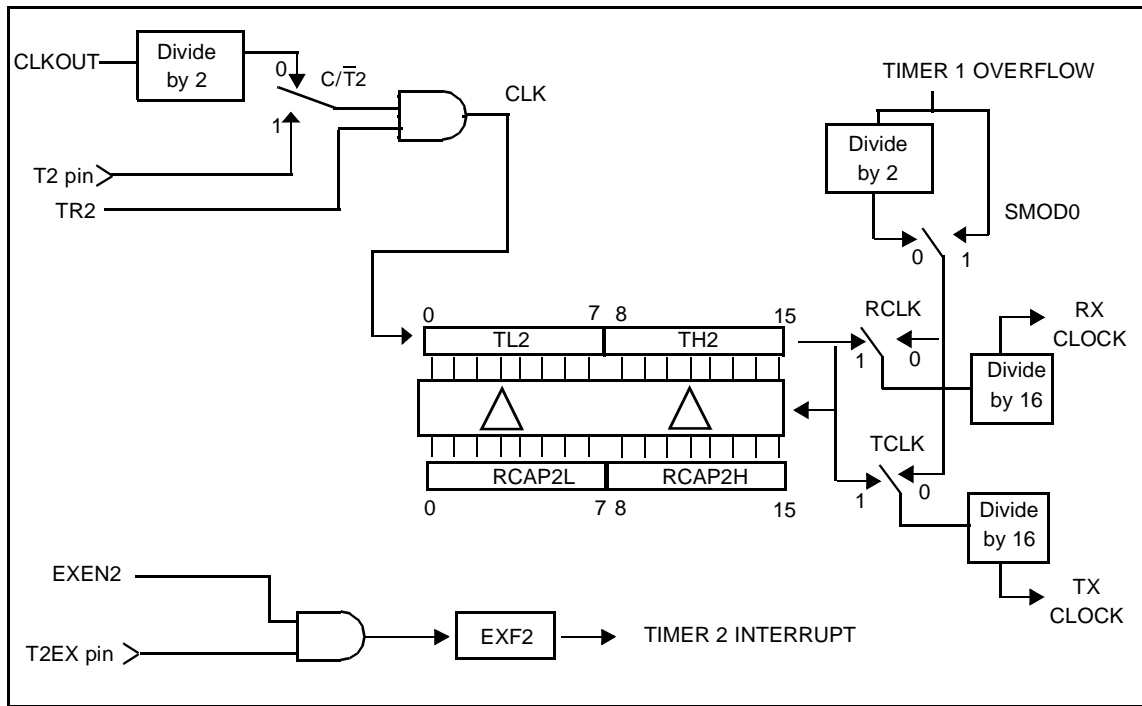 CLKOUT
Divide
by 2
0
C/T̅2
1
CLK
T2 pin
TR2
TIMER 1 OVERFLOW
Divide
by 2
SMOD0
0 1
0 7 8 15
TL2 TH2
RCLK
1 0
RX
CLOCK
Divide
by 16
RCAP2L RCAP2H
0 7 8 15
TCLK
1 0
Divide
by 16
TX
CLOCK
EXEN2
T2EX pin
EXF2
TIMER 2 INTERRUPT